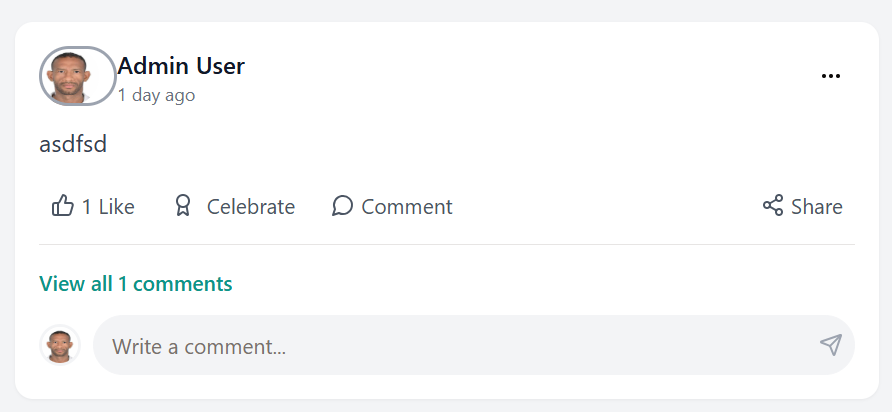 Admin User
1 day ago
asdfsd
1 Like Celebrate Comment Share
View all 1 comments
Write a comment...